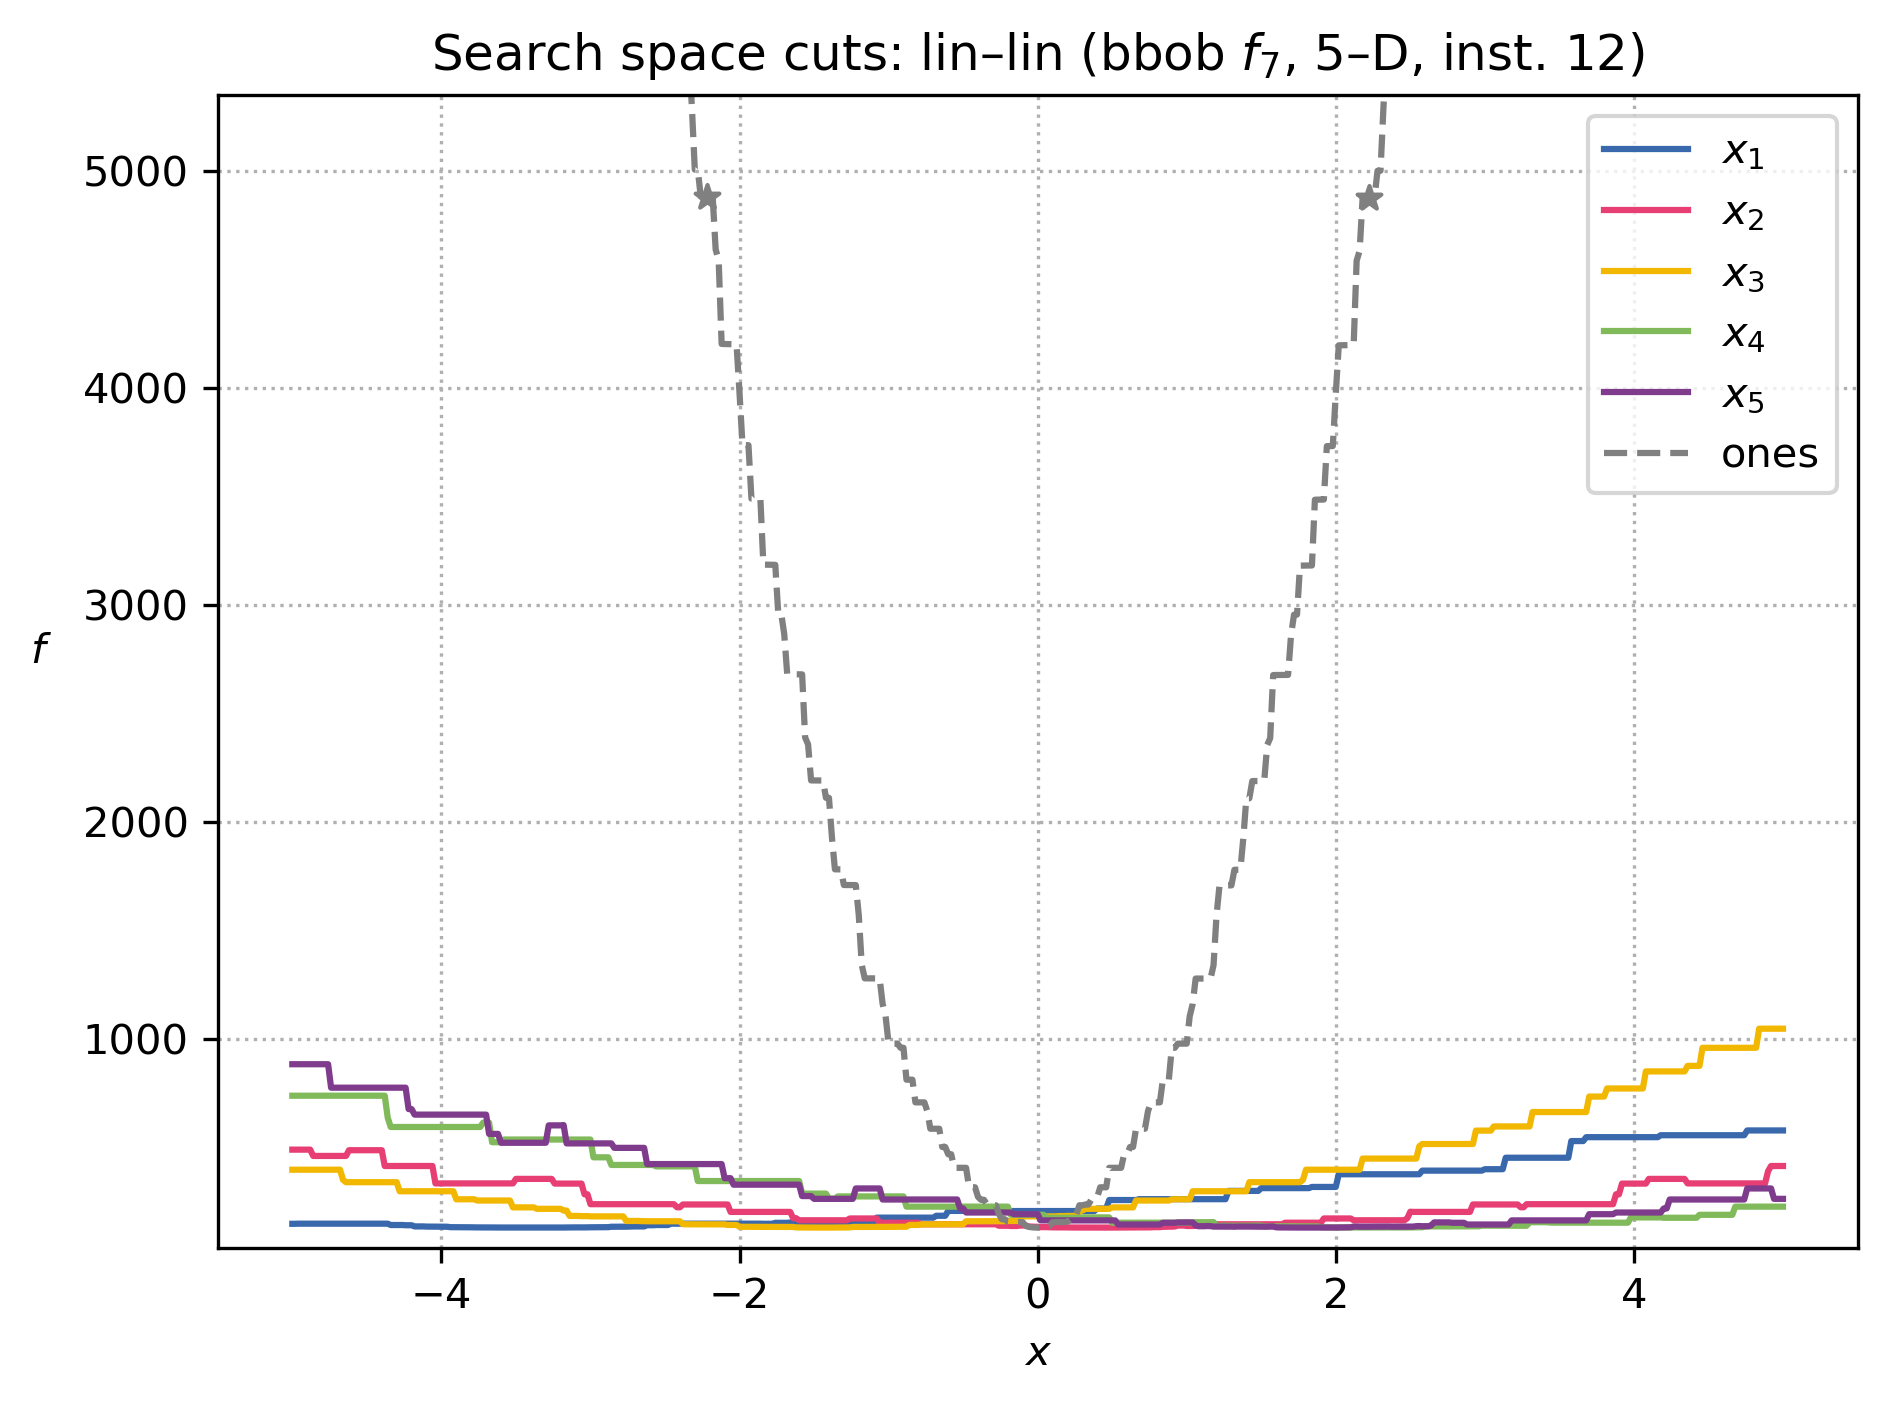 Search space cuts: lin–lin (bbob f₇, 5–D, inst. 12)
5000
4000
3000
2000
1000
f
−4
−2
0
2
4
x
x₁
x₂
x₃
x₄
x₅
ones